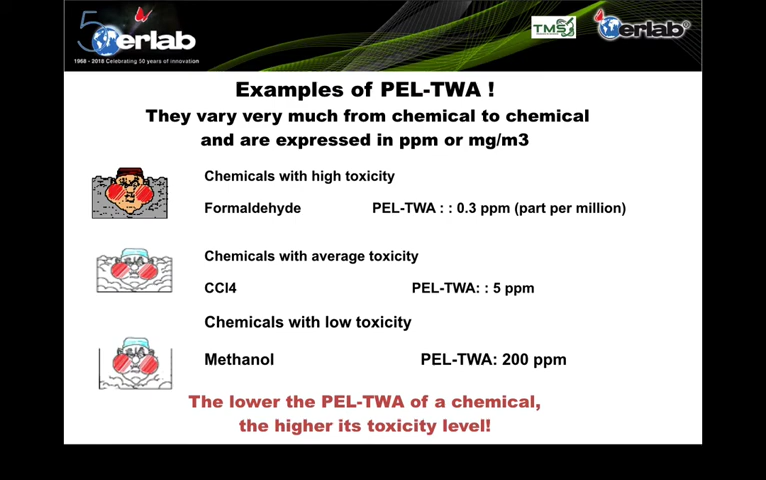 50 erlab
1968 - 2018 Celebrating 50 years of innovation
TMS
erlab®
Examples of PEL-TWA !
They vary very much from chemical to chemical
and are expressed in ppm or mg/m3
Chemicals with high toxicity
Formaldehyde PEL-TWA : : 0.3 ppm (part per million)
Chemicals with average toxicity
CCl4 PEL-TWA: : 5 ppm
Chemicals with low toxicity
Methanol PEL-TWA: 200 ppm
The lower the PEL-TWA of a chemical,
the higher its toxicity level!